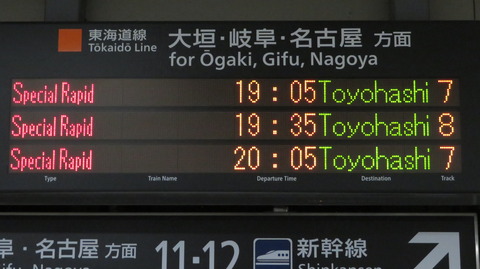 東海道線 大垣・岐阜・名古屋 方面
Tōkaidō Line for Ōgaki, Gifu, Nagoya
Special Rapid 19:05 Toyohashi 7
Special Rapid 19:35 Toyohashi 8
Special Rapid 20:05 Toyohashi 7
Type Train Name Departure Time Destination Track
阜・名古屋 方面 11・12 新幹線
Nagoya Shinkansen